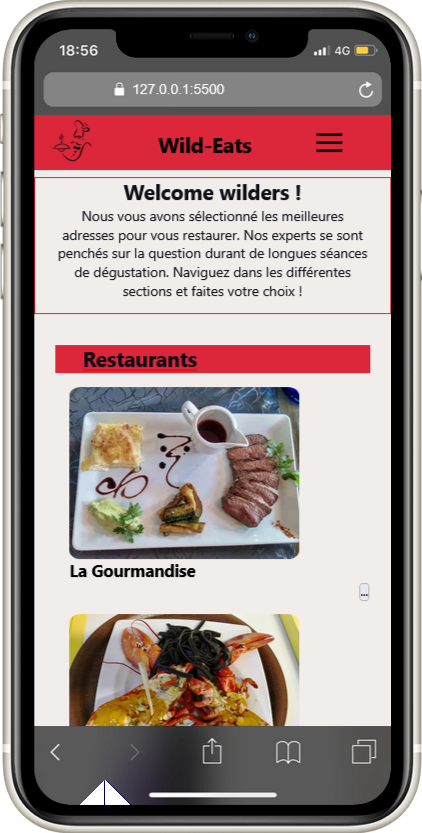 18:56
4G
127.0.0.1:5500
Wild-Eats
Welcome wilders !
Nous vous avons sélectionné les meilleures
adresses pour vous restaurer. Nos experts se sont
penchés sur la question durant de longues séances
de dégustation. Naviguez dans les différentes
sections et faites votre choix !
Restaurants
La Gourmandise
...